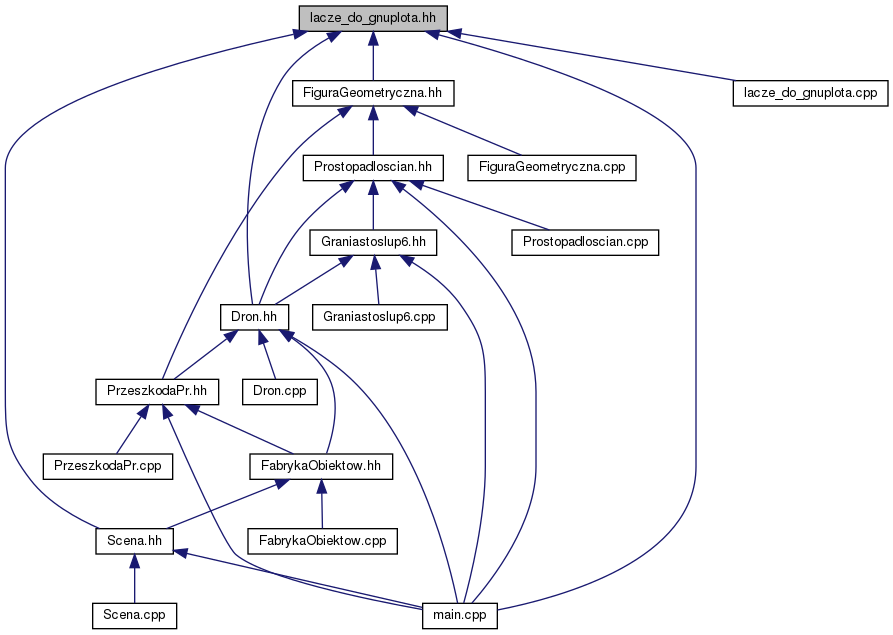 lacze_do_gnuplota.hh
FiguraGeometryczna.hh
lacze_do_gnuplota.cpp
Prostopadloscian.hh
FiguraGeometryczna.cpp
Graniastoslup6.hh
Prostopadloscian.cpp
Dron.hh
Graniastoslup6.cpp
PrzeszkodaPr.hh
Dron.cpp
PrzeszkodaPr.cpp
FabrykaObiektow.hh
Scena.hh
FabrykaObiektow.cpp
Scena.cpp
main.cpp